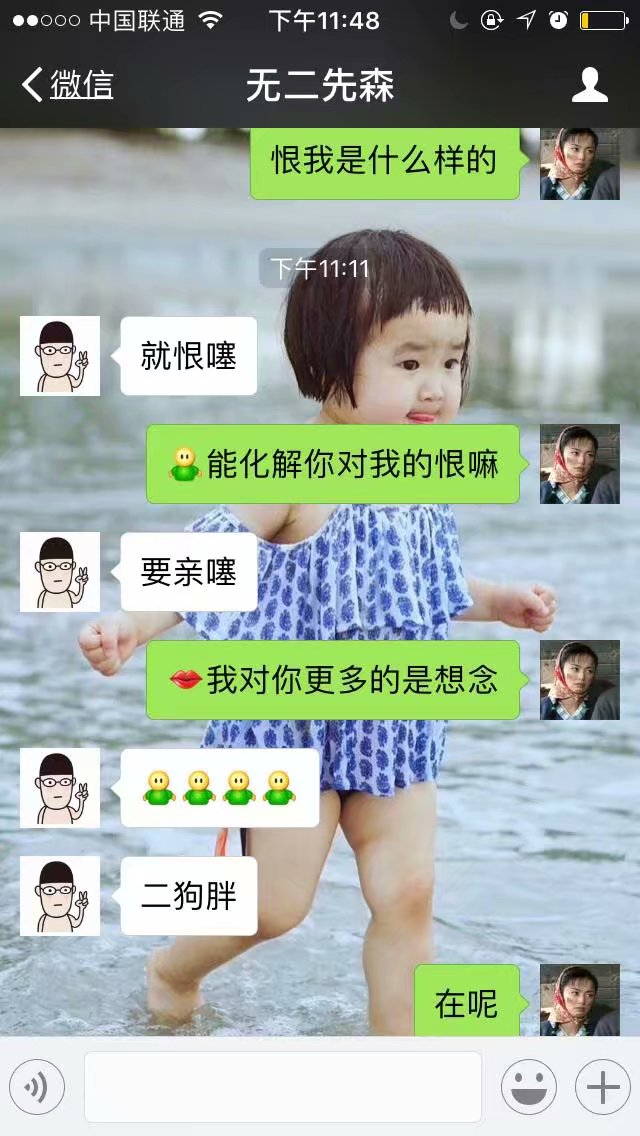 中国联通 下午11:48
微信 无二先森
恨我是什么样的
下午11:11
就恨噻
能化解你对我的恨嘛
要亲噻
我对你更多的是想念
二狗胖
在呢